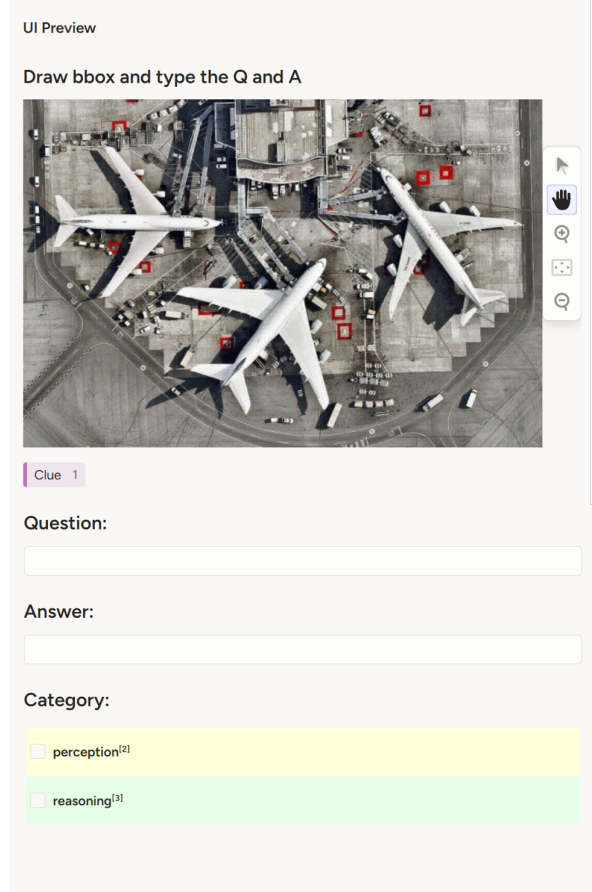 UI Preview
Draw bbox and type the Q and A
Clue 1
Question:
Answer:
Category:
perception[2]
reasoning[3]